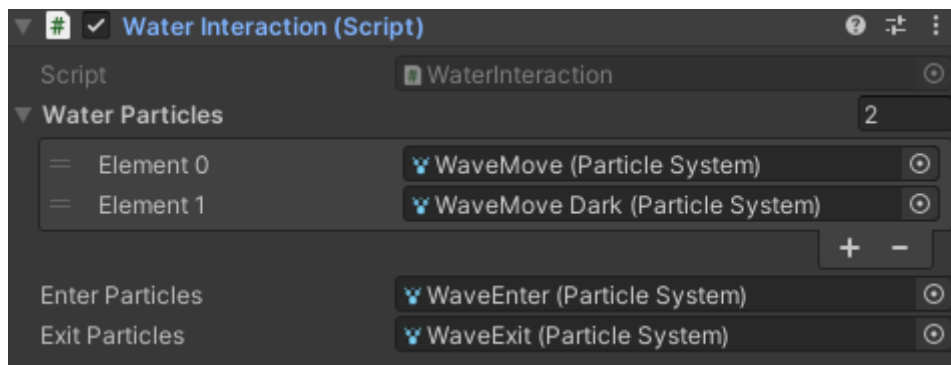 Water Interaction (Script)
Script WaterInteraction
Water Particles 2
Element 0 WaveMove (Particle System)
Element 1 WaveMove Dark (Particle System)
Enter Particles WaveEnter (Particle System)
Exit Particles WaveExit (Particle System)